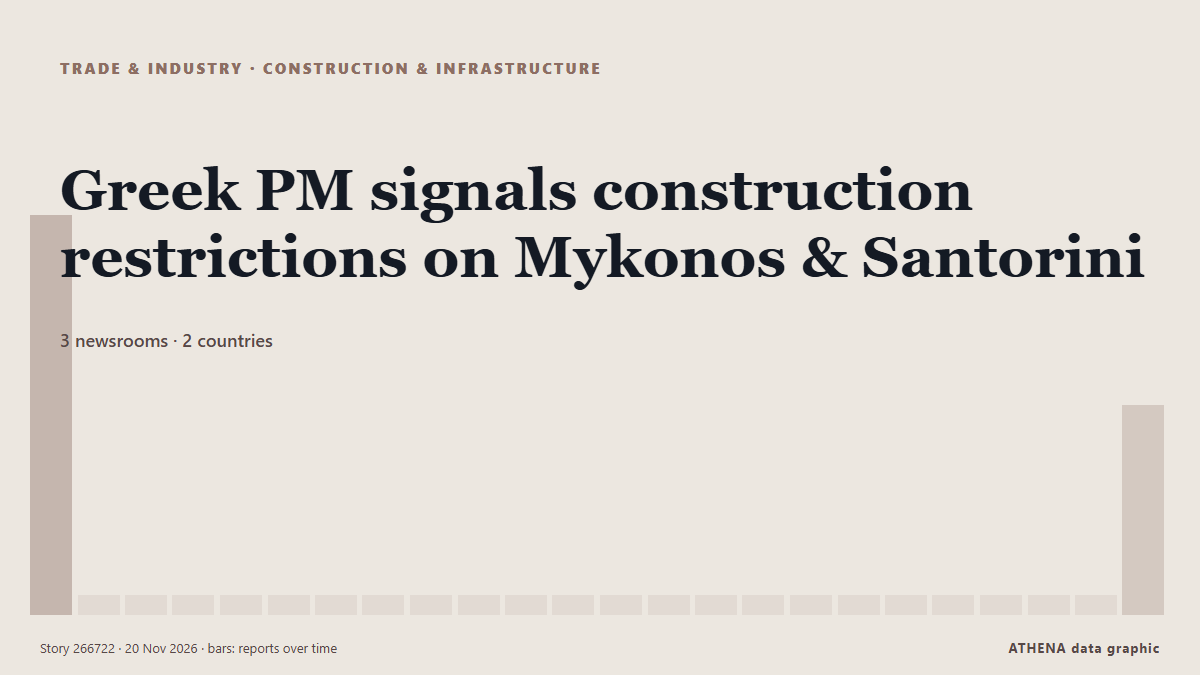 TRADE & INDUSTRY · CONSTRUCTION & INFRASTRUCTURE
Greek PM signals construction
restrictions on Mykonos & Santorini
3 newsrooms · 2 countries
Story 266722 · 20 Nov 2026 · bars: reports over time
ATHENA data graphic